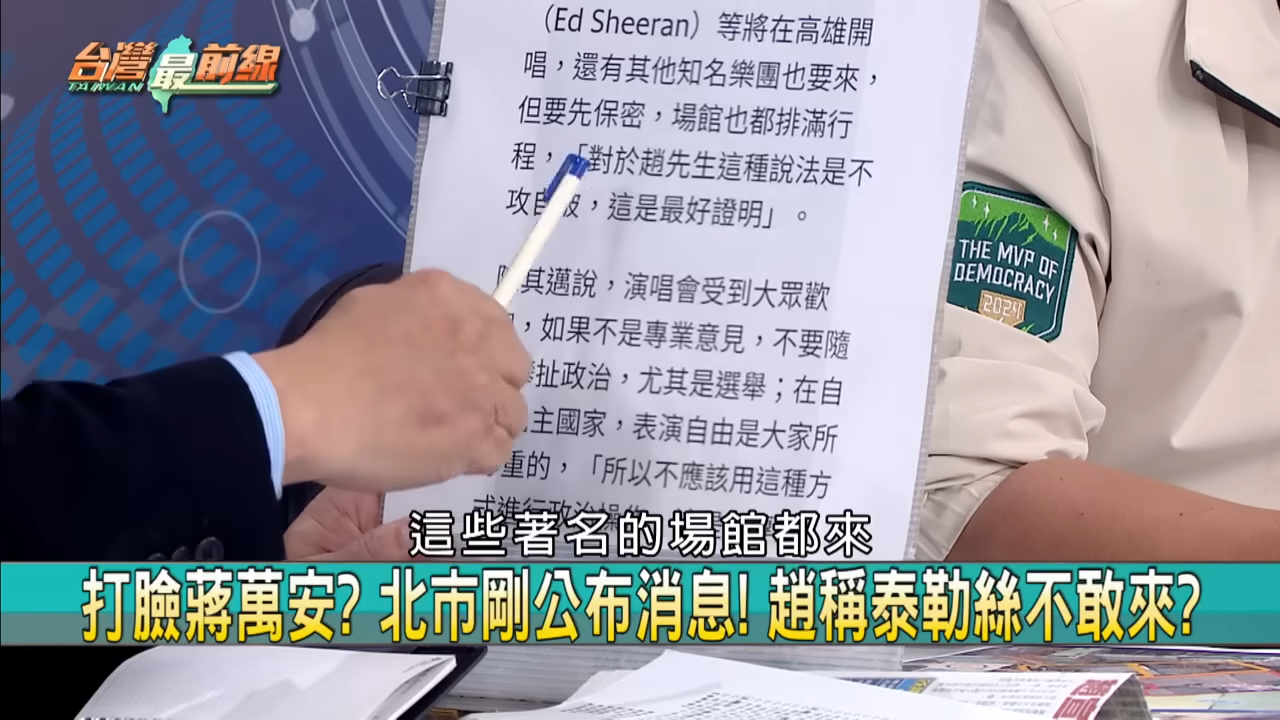 台灣最前線
TAIWAN
（Ed Sheeran）等將在高雄開
唱，還有其他知名樂團也要來，
但要先保密，場館也都排滿行
程，「對於趙先生這種說法是不
攻自破，這是最好證明」。
其邁說，演唱會受到大眾歡
，如果不是專業意見，不要隨
扯政治，尤其是選舉；在自
主國家，表演自由是大家所
重的，「所以不應該用這種方
式進行政治操作
THE MVP OF
DEMOCRACY
2024
這些著名的場館都來
打臉蔣萬安? 北市剛公布消息! 趙稱泰勒絲不敢來?